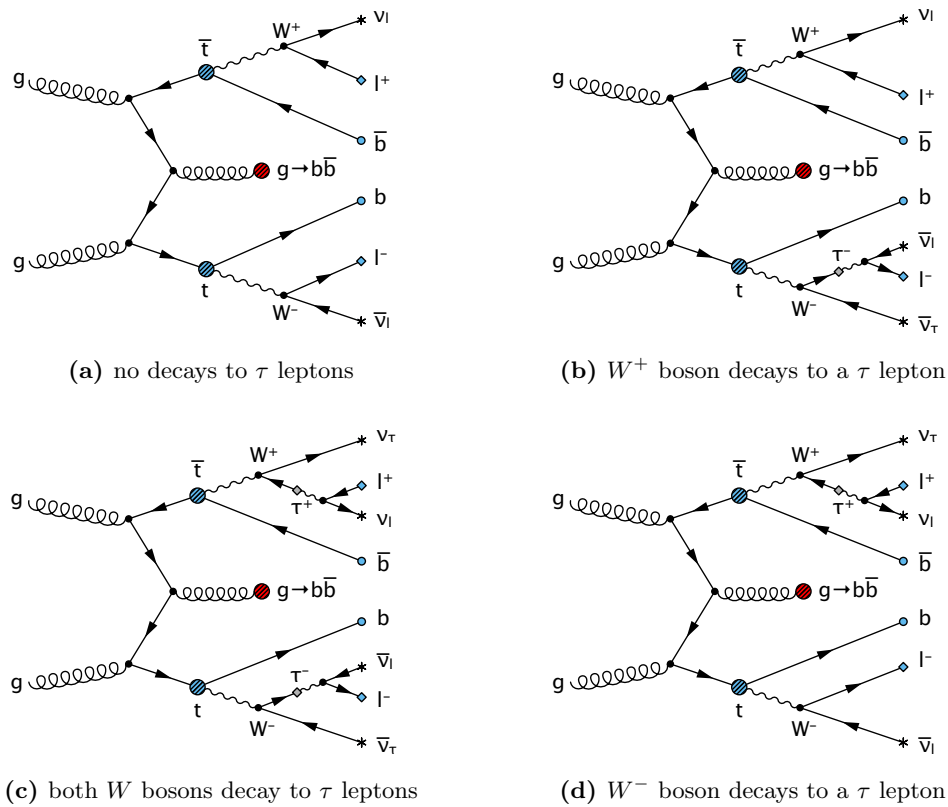 g
t̅
W⁺
νₗ
l⁺
b̅
g→bb̅
b
l⁻
g
t
W⁻
ν̅ₗ
(a) no decays to τ leptons
g
t̅
W⁺
νₗ
l⁺
b̅
g→bb̅
b
ν̅ₗ
τ⁻
l⁻
g
t
W⁻
ν̅τ
(b) W⁺ boson decays to a τ lepton
g
t̅
W⁺
ντ
l⁺
τ⁺
νₗ
b̅
g→bb̅
b
ν̅ₗ
τ⁻
l⁻
g
t
W⁻
ν̅τ
(c) both W bosons decay to τ leptons
g
t̅
W⁺
ντ
l⁺
τ⁺
νₗ
b̅
g→bb̅
b
l⁻
g
t
W⁻
ν̅ₗ
(d) W⁻ boson decays to a τ lepton